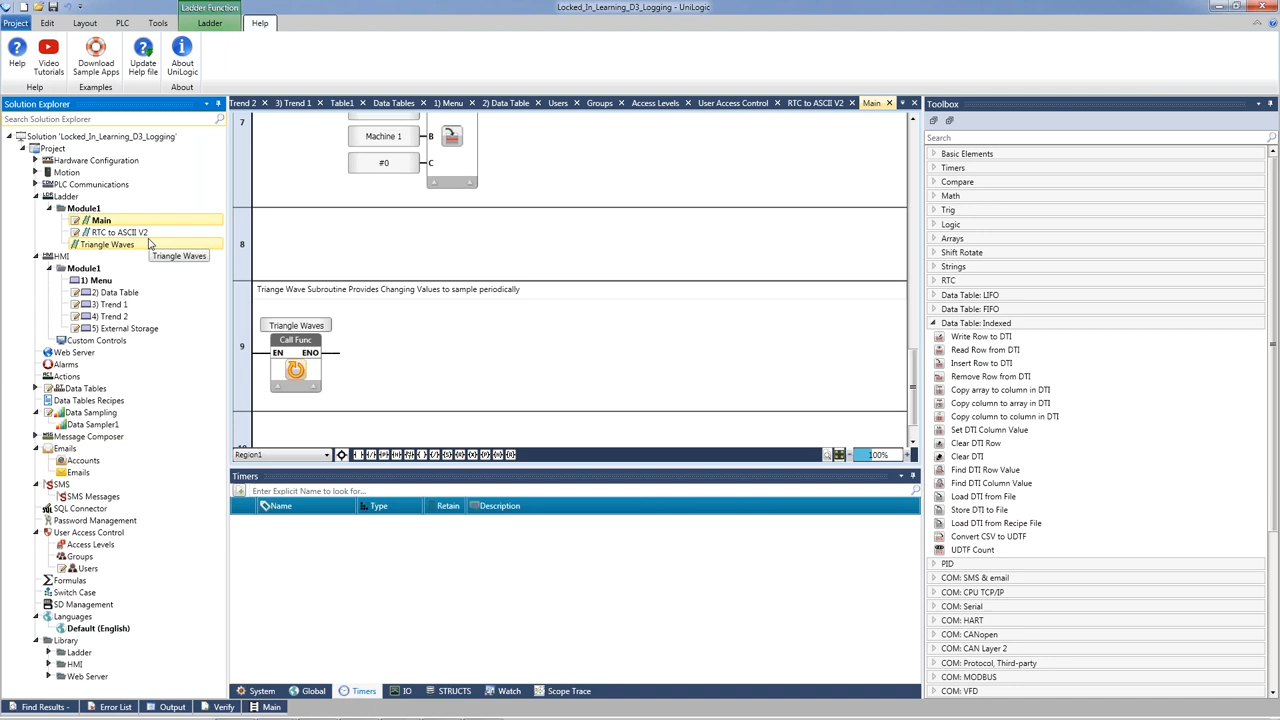 Ladder Function
Locked_In_Learning_D3_Logging - UniLogic
Project Edit Layout PLC Tools Ladder Help
Help
Video Tutorials
Download Sample Apps
Update Help file
About UniLogic
Help
Examples
About
Solution Explorer
Search Solution Explorer
Solution 'Locked_In_Learning_D3_Logging'
Project
Hardware Configuration
Motion
PLC Communications
Ladder
Module1
Main
RTC to ASCII V2
Triangle Waves
Triangle Waves
HMI
Module1
1) Menu
2) Data Table
3) Trend 1
4) Trend 2
5) External Storage
Custom Controls
Web Server
Alarms
Actions
Data Tables
Data Tables Recipes
Data Sampling
Data Sampler1
Message Composer
Emails
Accounts
Emails
SMS
SMS Messages
SQL Connector
Password Management
User Access Control
Access Levels
Groups
Users
Formulas
Switch Case
SD Management
Languages
Default (English)
Library
Ladder
HMI
Web Server
Trend 2 3) Trend 1 Table1 Data Tables 1) Menu 2) Data Table Users Groups Access Levels User Access Control RTC to ASCII V2 Main
7
Machine 1 B
#0 C
8
Triange Wave Subroutine Provides Changing Values to sample periodically
9
Triangle Waves
Call Func
EN ENO
Region1
100%
Timers
Enter Explicit Name to look for...
Name Type Retain Description
System Global Timers IO STRUCTS Watch Scope Trace
Toolbox
Search
Basic Elements
Timers
Compare
Math
Trig
Logic
Arrays
Shift Rotate
Strings
RTC
Data Table: LIFO
Data Table: FIFO
Data Table: Indexed
Write Row to DTI
Read Row from DTI
Insert Row to DTI
Remove Row from DTI
Copy array to column in DTI
Copy column to array in DTI
Copy column to column in DTI
Set DTI Column Value
Clear DTI Row
Clear DTI
Find DTI Row Value
Find DTI Column Value
Load DTI from File
Store DTI to File
Load DTI from Recipe File
Convert CSV to UDTF
UDTF Count
PID
COM: SMS & email
COM: CPU TCP/IP
COM: Serial
COM: HART
COM: CANopen
COM: CAN Layer 2
COM: Protocol, Third-party
COM: MODBUS
COM: VFD
Find Results - Error List Output Verify Main